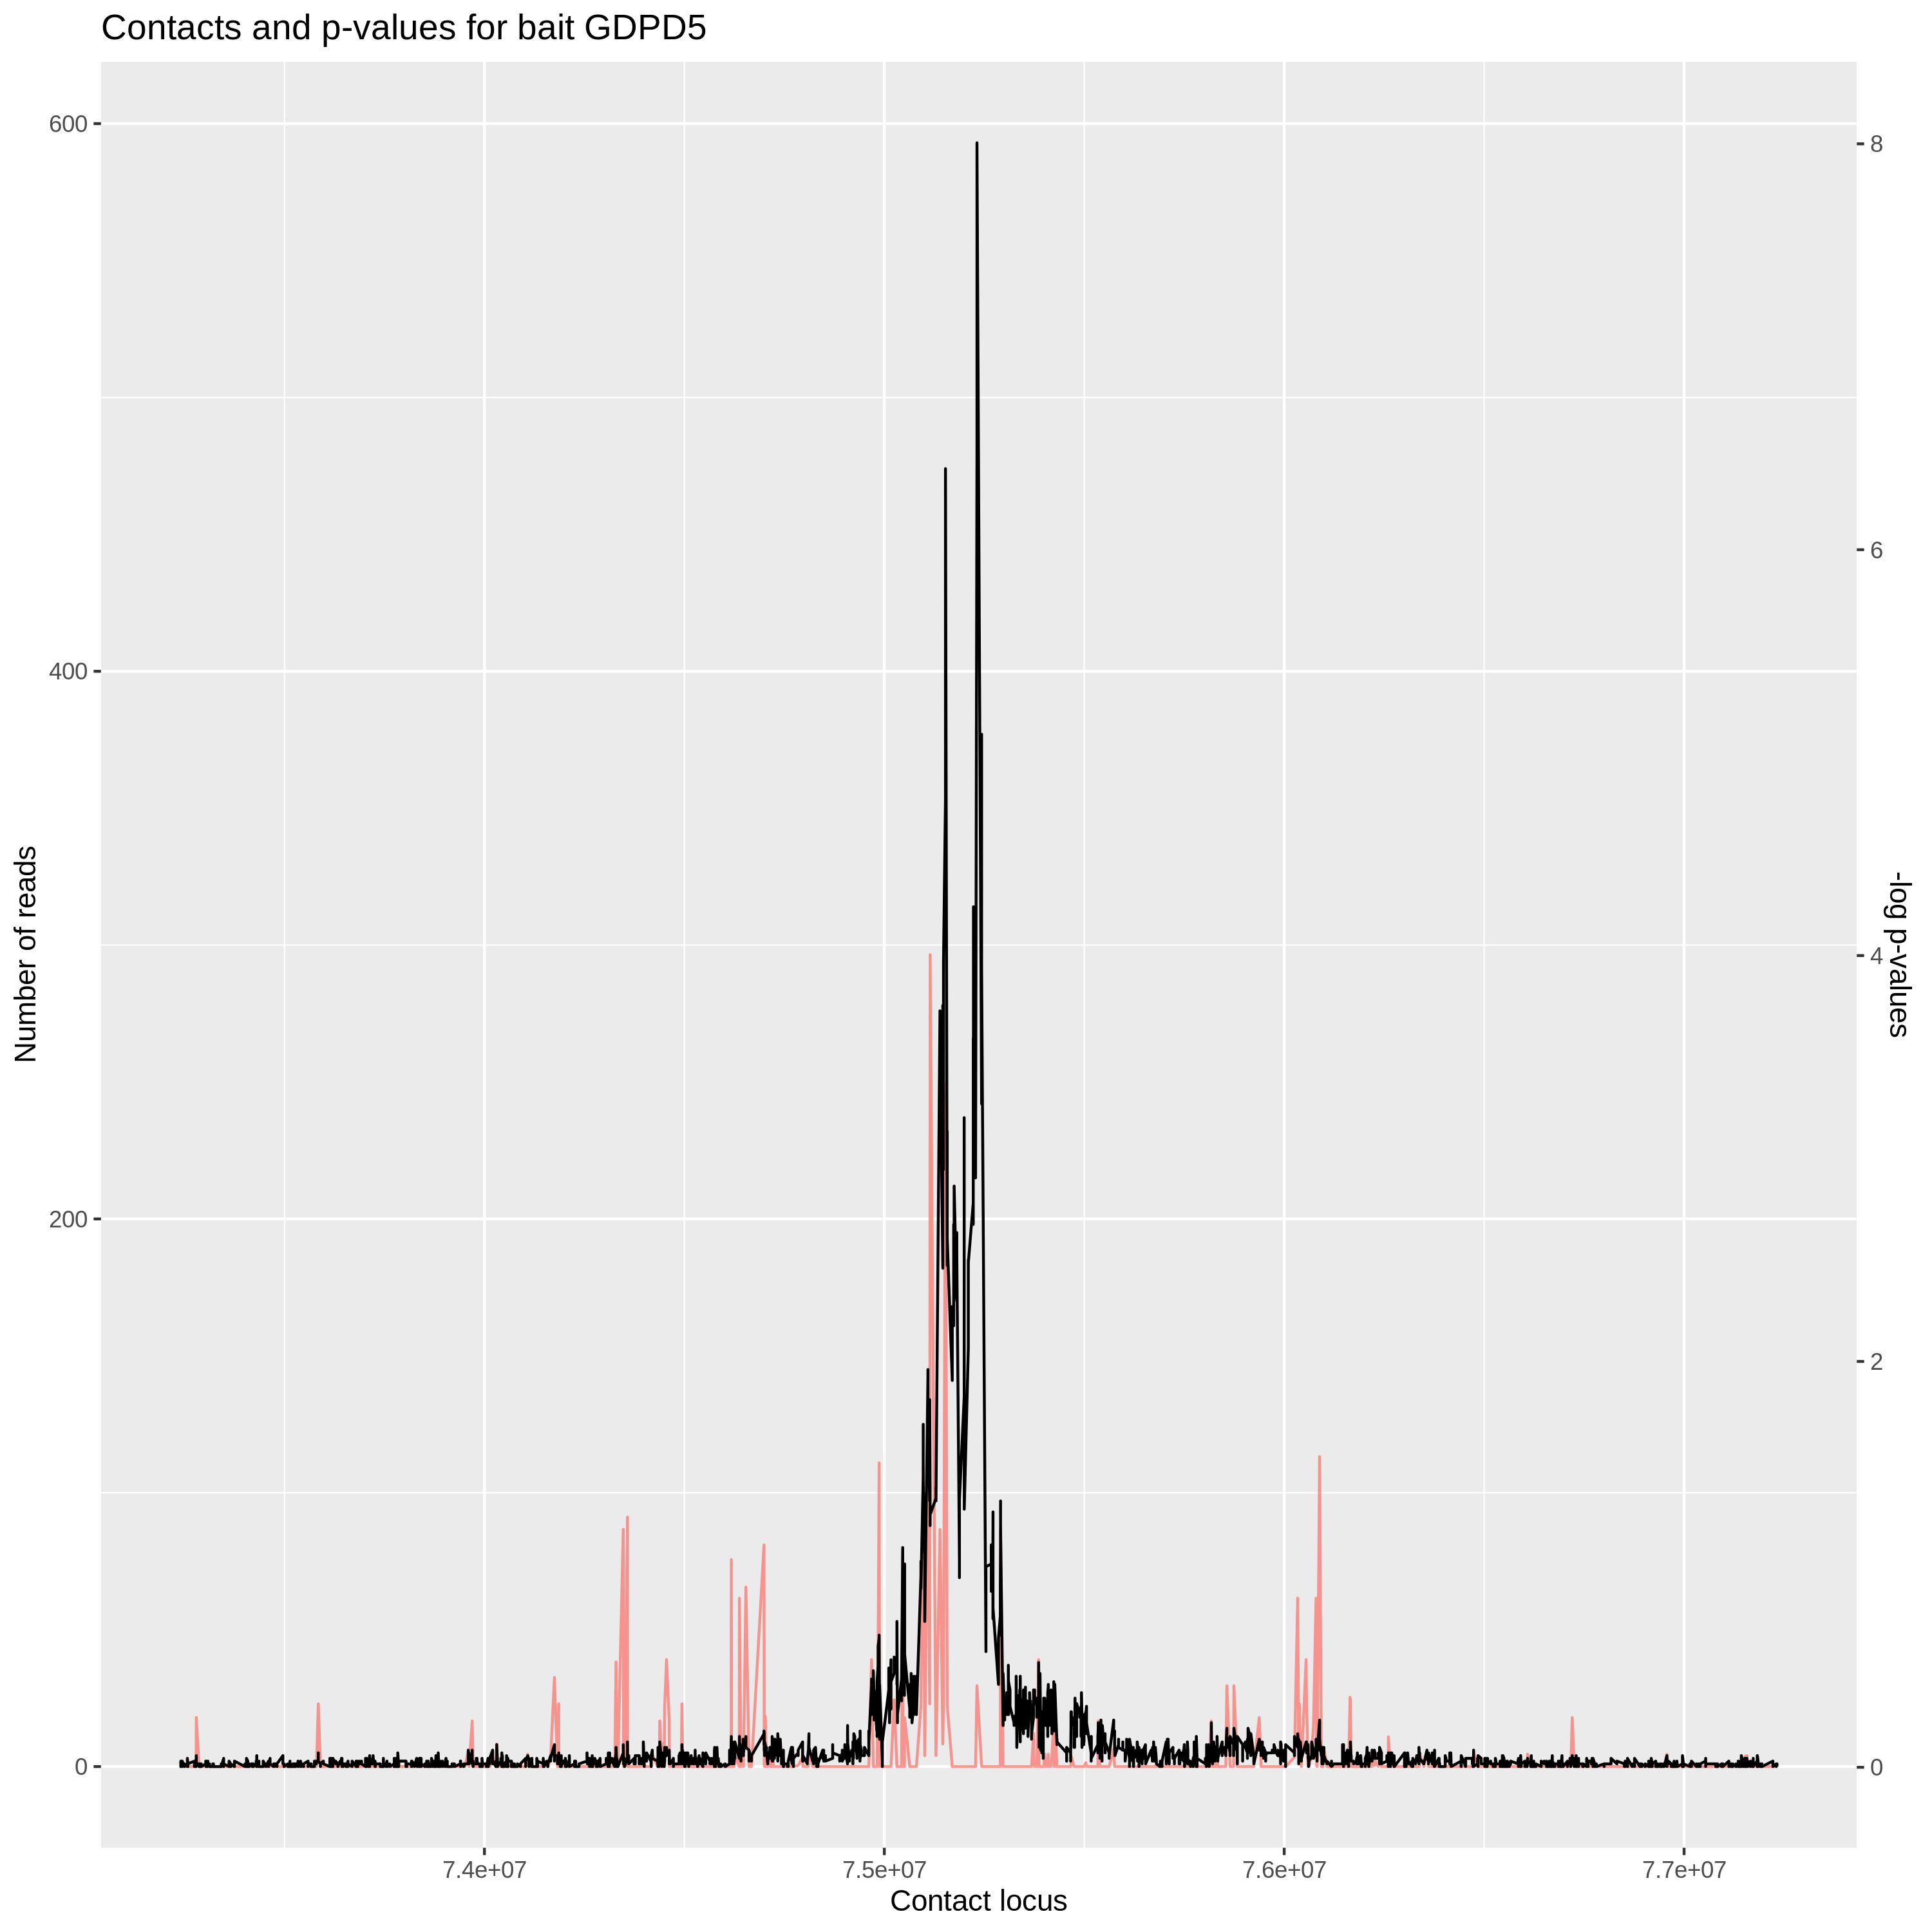 Contacts and p-values for bait GDPD5
600
400
200
0
Number of reads
8
6
4
2
0
-log p-values
7.4e+07
7.5e+07
7.6e+07
7.7e+07
Contact locus